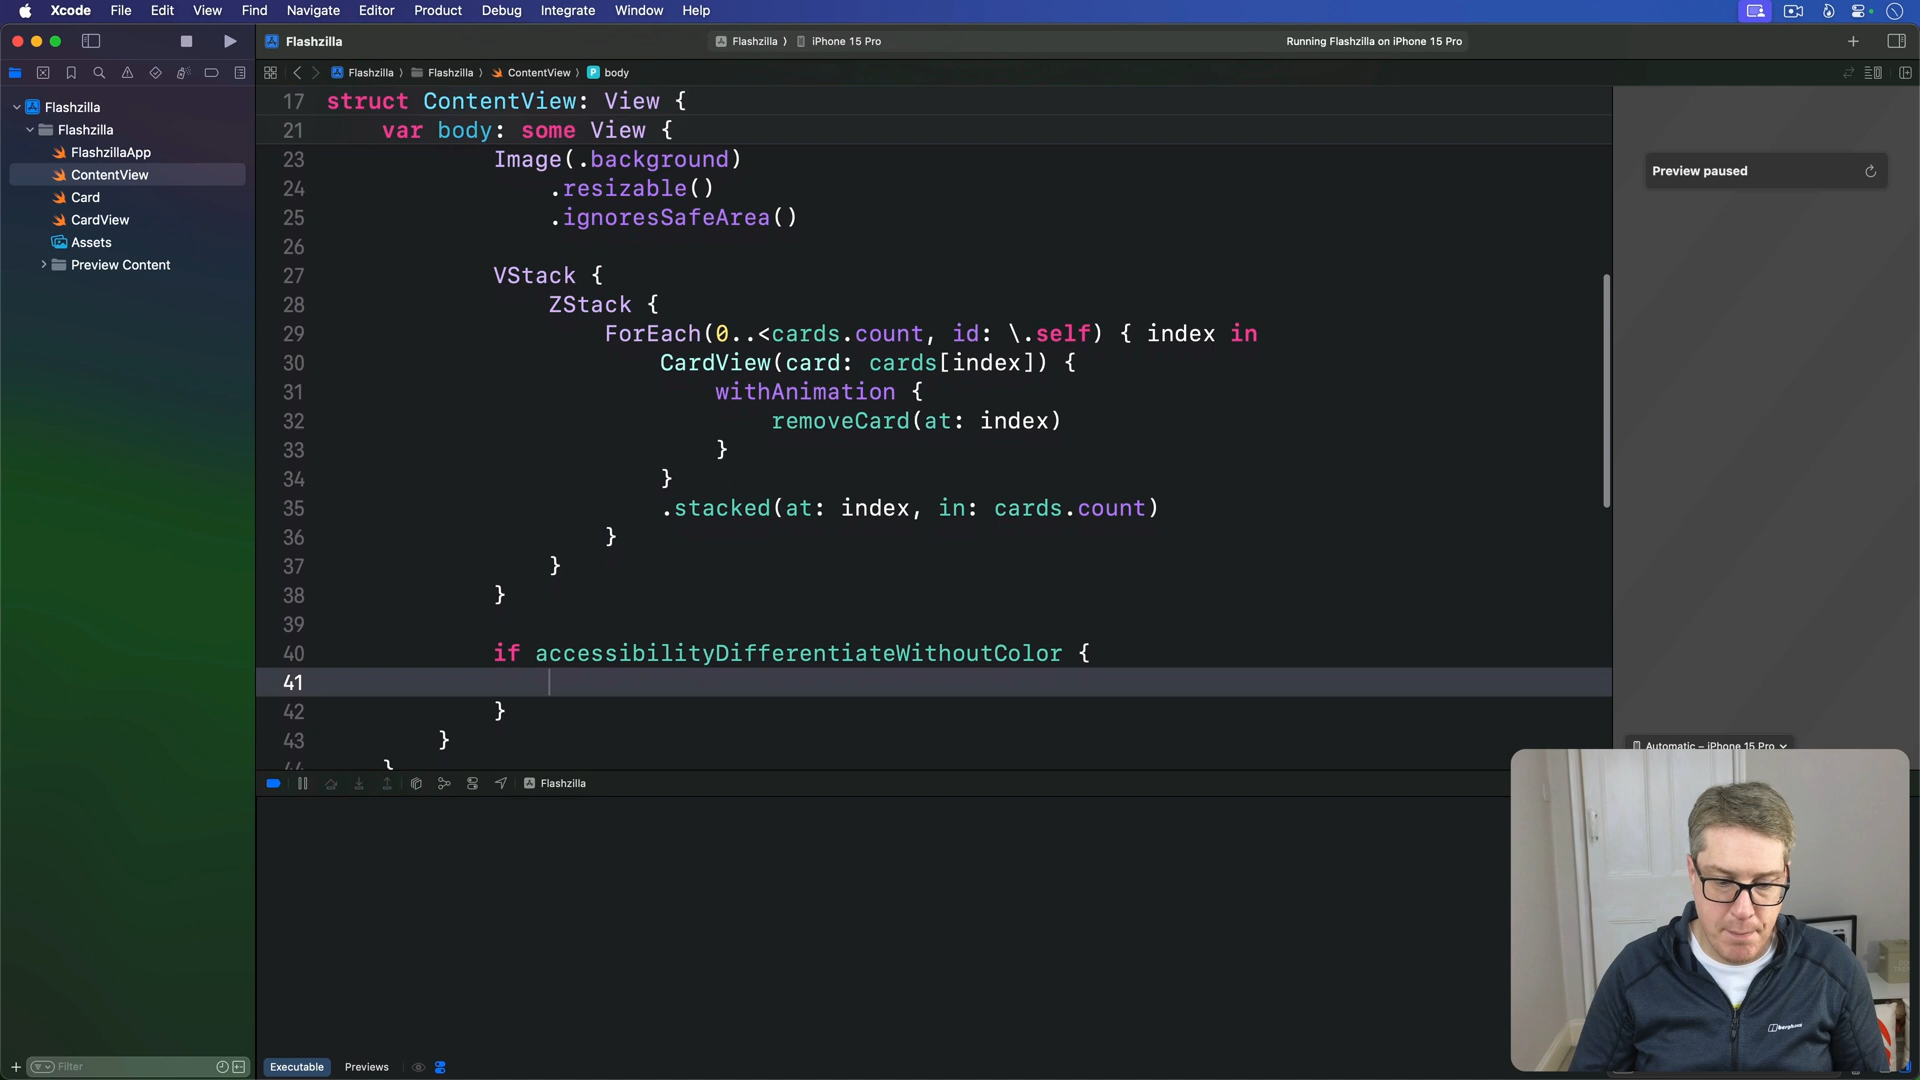 Xcode File Edit View Find Navigate Editor Product Debug Integrate Window Help
Flashzilla
Flashzilla 〉 iPhone 15 Pro
Running Flashzilla on iPhone 15 Pro
Flashzilla 〉 Flashzilla 〉 ContentView 〉 P body
Flashzilla
Flashzilla
FlashzillaApp
ContentView
Card
CardView
Assets
Preview Content
17 struct ContentView: View {
21 var body: some View {
23 Image(.background)
24 .resizable()
25 .ignoresSafeArea()
26
27 VStack {
28 ZStack {
29 ForEach(0..<cards.count, id: \.self) { index in
30 CardView(card: cards[index]) {
31 withAnimation {
32 removeCard(at: index)
33 }
34 }
35 .stacked(at: index, in: cards.count)
36 }
37 }
38 }
39
40 if accessibilityDifferentiateWithoutColor {
41
42 }
43 }
44 }
Preview paused
Automatic – iPhone 15 Pro
Flashzilla
Filter
Executable Previews
berghaus